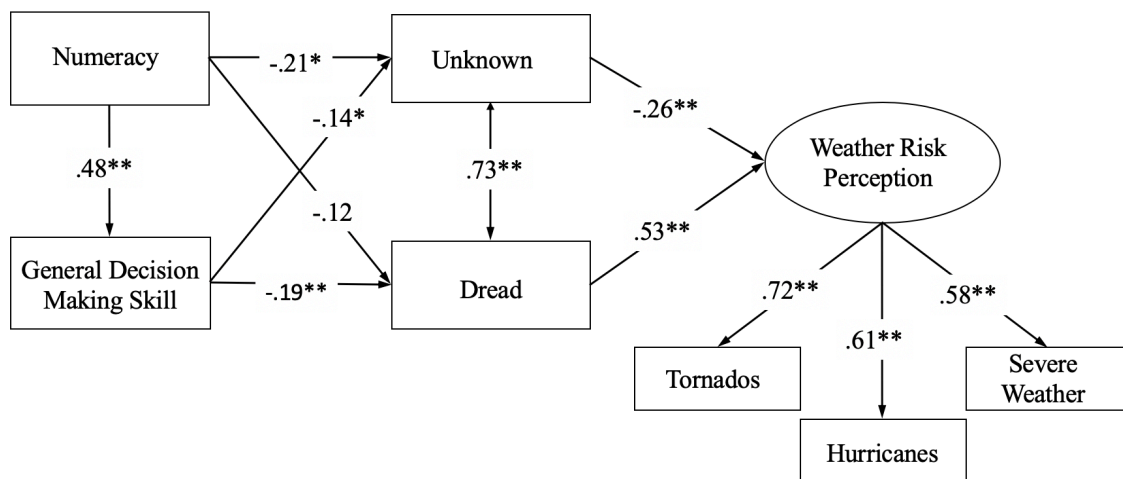 Numeracy
-.21*
Unknown
-.14*
-.26**
.48**
.73**
Weather Risk
Perception
-.12
.53**
General Decision
Making Skill
-.19**
Dread
.72**
.58**
.61**
Tornados
Severe
Weather
Hurricanes